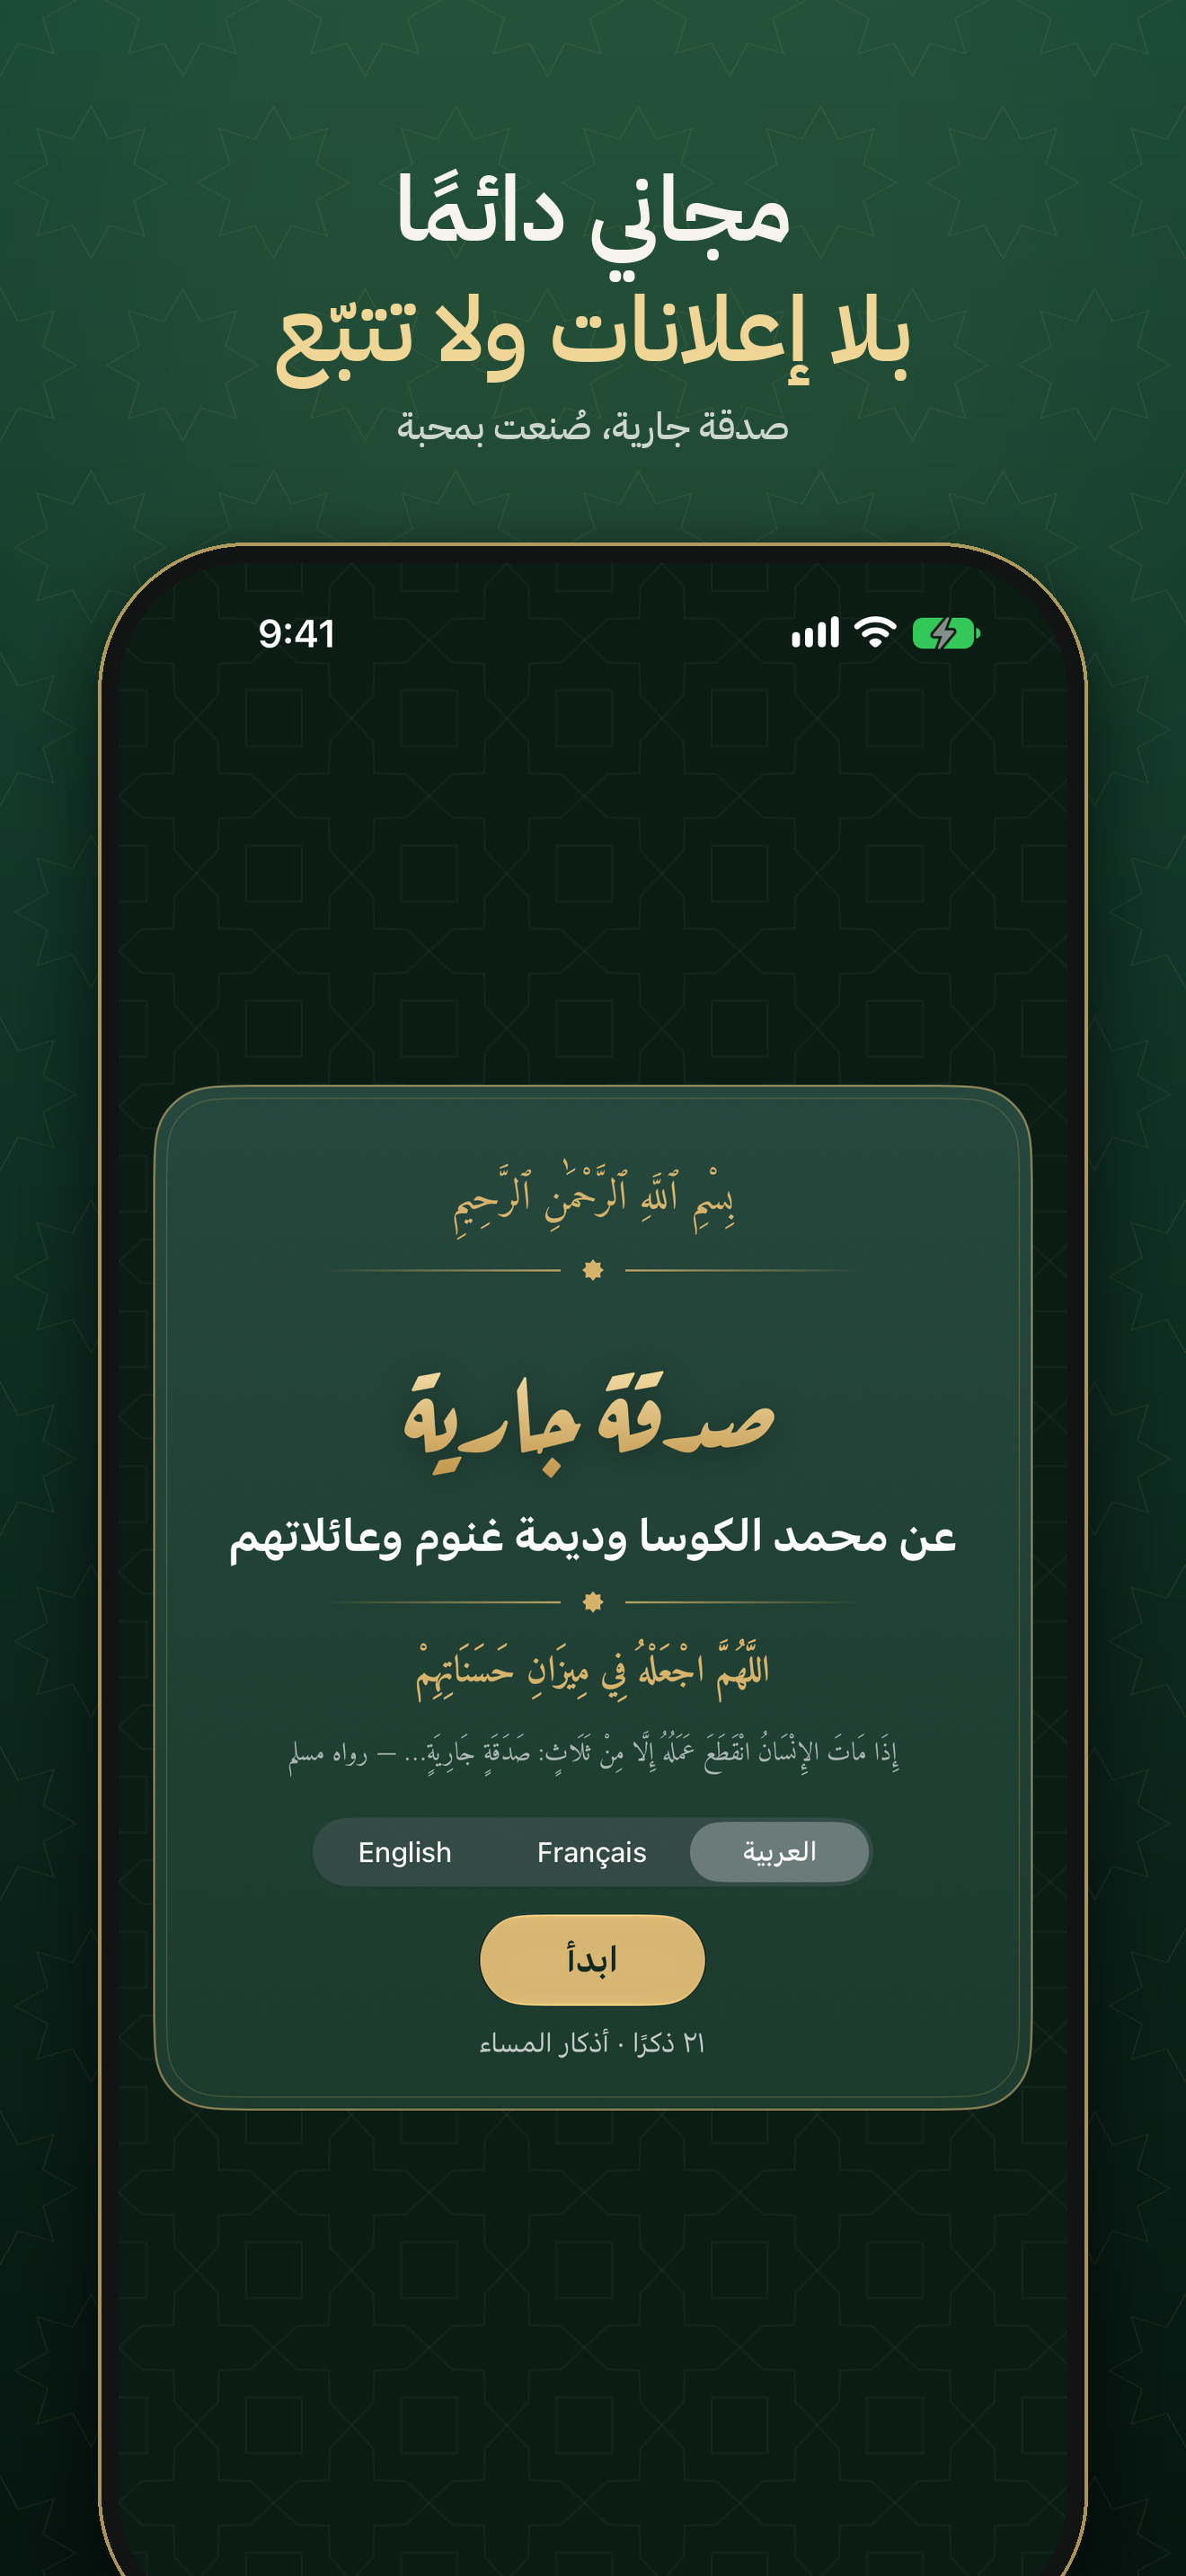 مجاني دائمًا
بلا إعلانات ولا تتبّع
صدقة جارية، صُنعت بمحبة
9:41
بِسْمِ ٱللَّهِ ٱلرَّحْمَٰنِ ٱلرَّحِيمِ
صدقة جارية
عن محمد الكوسا وديمة غنوم وعائلاتهم
اللَّهُمَّ اجْعَلْهُ فِي مِيزَانِ حَسَنَاتِهِمْ
إِذَا مَاتَ الإِنْسَانُ انْقَطَعَ عَمَلُهُ إِلَّا مِنْ ثَلَاثٍ: صَدَقَةٍ جَارِيَةٍ… — رواه مسلم
العربية Français English
ابدأ
٢١ ذكرًا · أذكار المساء